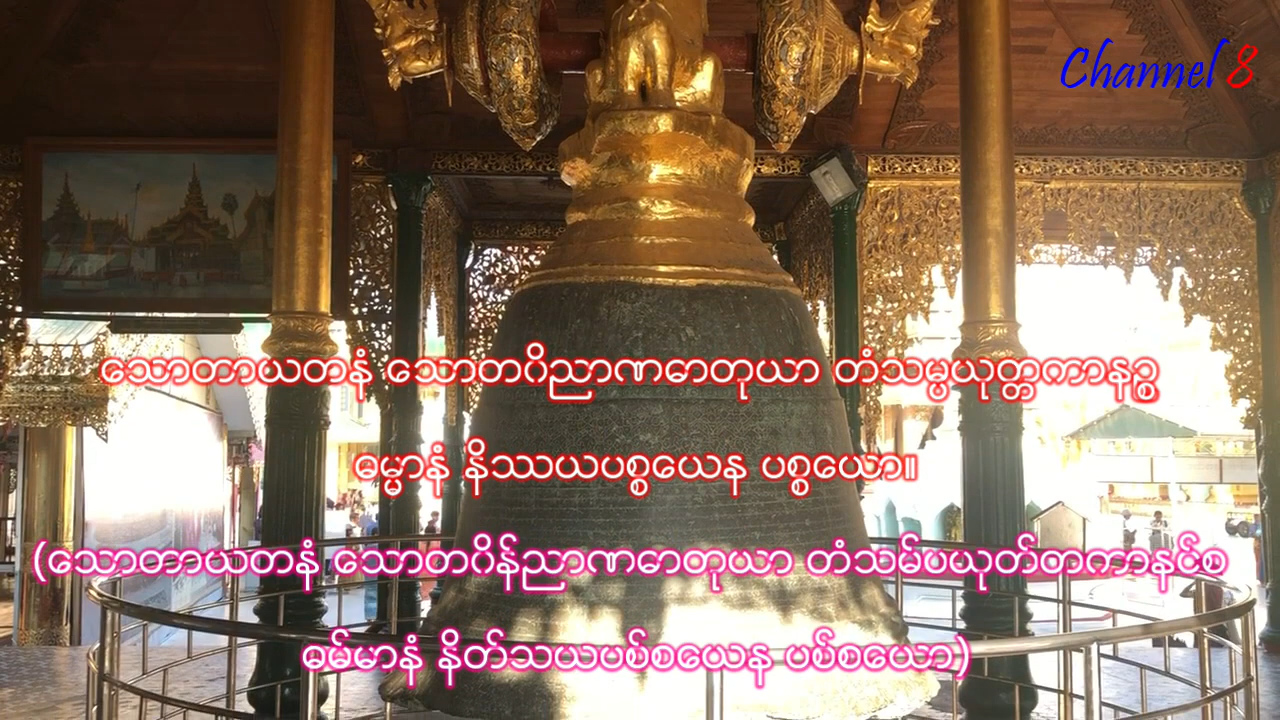 Channel 8
သောတာယတနံ သောတဝိညာဏဓာတုယာ တံသမ္ပယုတ္တကာနဉ္စ
ဓမ္မာနံ နိဿယပစ္စယေန ပစ္စယော။
(သောတာယတနံ သောတဝိန်ညာဏဓာတုယာ တံသမ်ပယုတ်တကာနင်စ
ဓမ်မာနံ နိတ်သယပစ်စယေန ပစ်စယော)